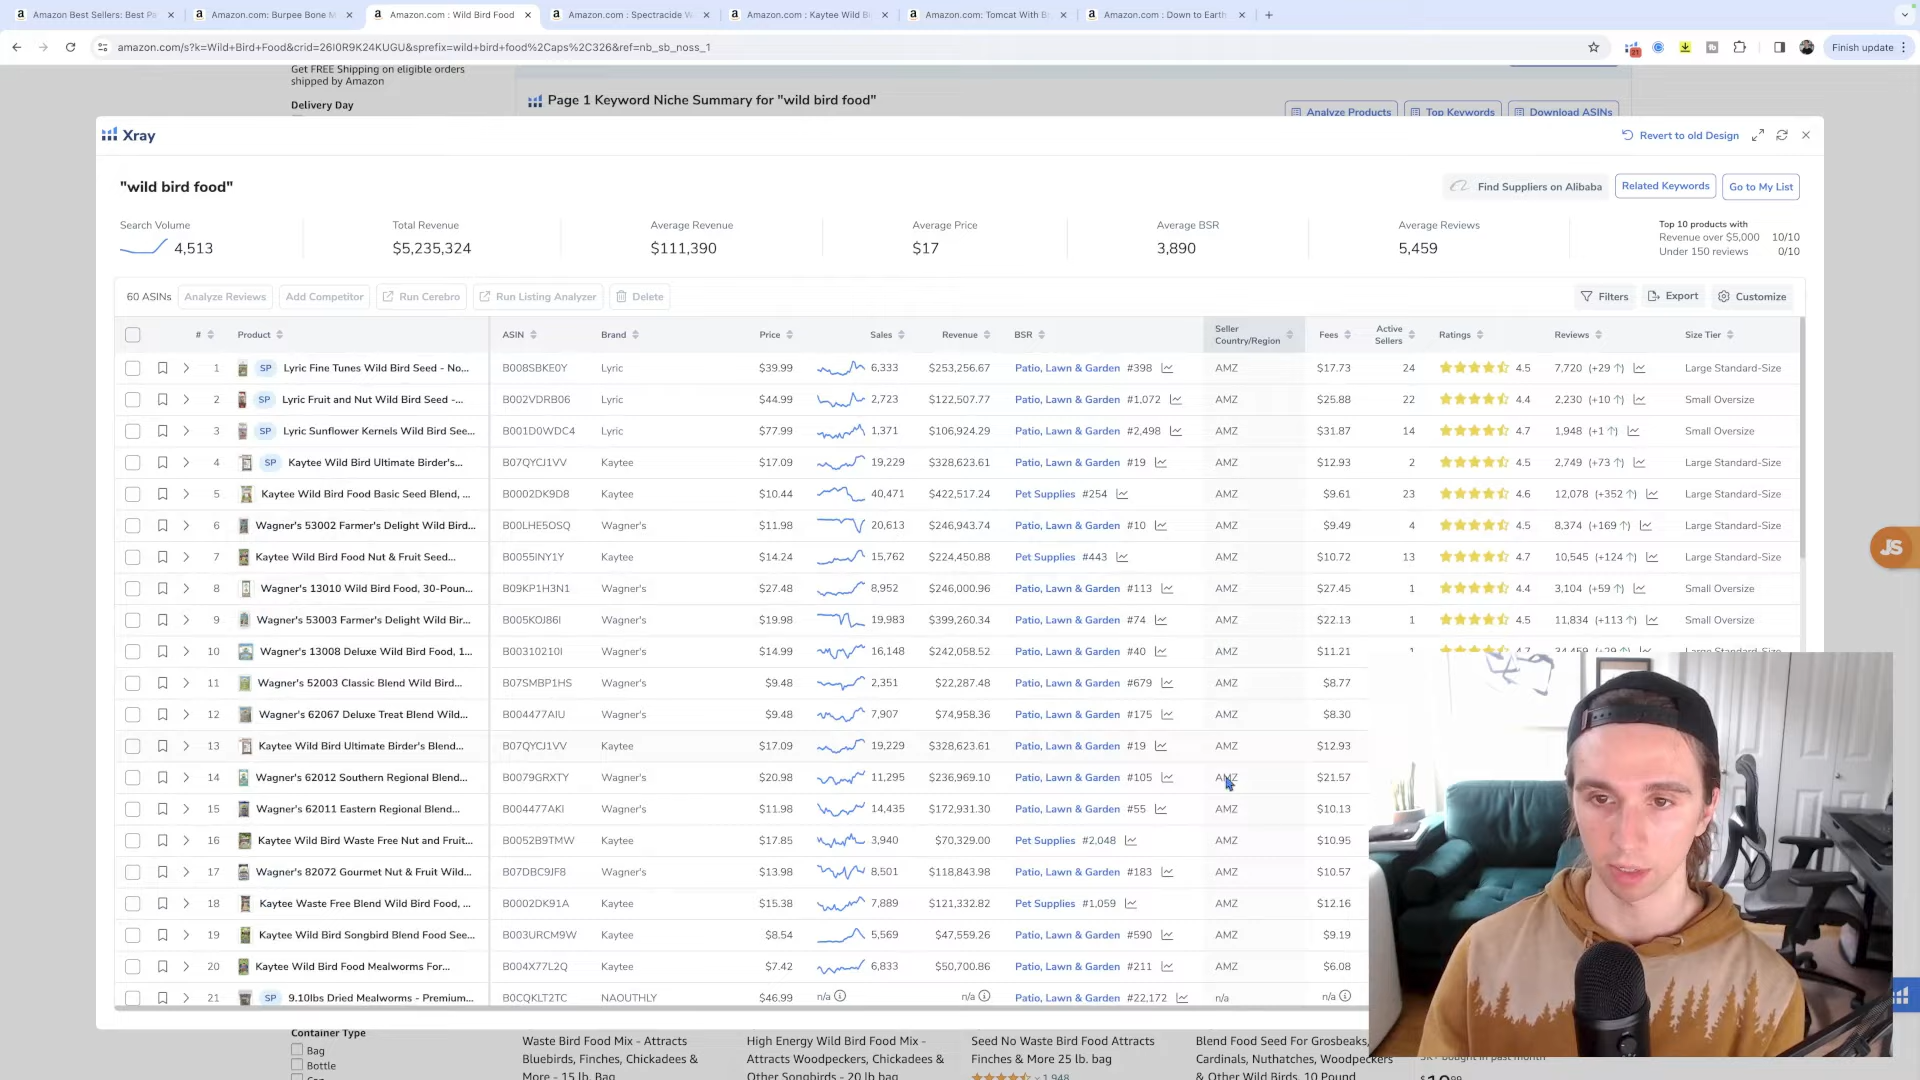 Amazon Best Sellers: Best Pa
Amazon.com: Burpee Bone M
Amazon.com : Wild Bird Food
Amazon.com : Spectracide W
Amazon.com : Kaytee Wild Bi
Amazon.com: Tomcat With Br
Amazon.com : Down to Earth
amazon.com/s?k=Wild+Bird+Food&crid=26I0R9K24KUGU&sprefix=wild+bird+food%2Caps%2C326&ref=nb_sb_noss_1
Finish update
Get FREE Shipping on eligible orders
shipped by Amazon
Delivery Day
Page 1 Keyword Niche Summary for "wild bird food"
Analyze Products
Top Keywords
Download ASINs
Xray
Revert to old Design
"wild bird food"
Find Suppliers on Alibaba
Related Keywords
Go to My List
Search Volume
4,513
Total Revenue
$5,235,324
Average Revenue
$111,390
Average Price
$17
Average BSR
3,890
Average Reviews
5,459
Top 10 products with
Revenue over $5,000 10/10
Under 150 reviews 0/10
60 ASINs Analyze Reviews Add Competitor Run Cerebro Run Listing Analyzer Delete
Filters Export Customize
# Product ASIN Brand Price Sales Revenue BSR Seller Country/Region Fees Active Sellers Ratings Reviews Size Tier
1 SP Lyric Fine Tunes Wild Bird Seed - No... B008SBKE0Y Lyric $39.99 6,333 $253,256.67 Patio, Lawn & Garden #398 AMZ $17.73 24 4.5 7,720 (+29 ↑) Large Standard-Size
2 SP Lyric Fruit and Nut Wild Bird Seed -... B002VDRB06 Lyric $44.99 2,723 $122,507.77 Patio, Lawn & Garden #1,072 AMZ $25.88 22 4.4 2,230 (+10 ↑) Small Oversize
3 SP Lyric Sunflower Kernels Wild Bird See... B001D0WDC4 Lyric $77.99 1,371 $106,924.29 Patio, Lawn & Garden #2,498 AMZ $31.87 14 4.7 1,948 (+1 ↑) Small Oversize
4 SP Kaytee Wild Bird Ultimate Birder's... B07QYCJ1VV Kaytee $17.09 19,229 $328,623.61 Patio, Lawn & Garden #19 AMZ $12.93 2 4.5 2,749 (+73 ↑) Large Standard-Size
5 Kaytee Wild Bird Food Basic Seed Blend, ... B0002DK9D8 Kaytee $10.44 40,471 $422,517.24 Pet Supplies #254 AMZ $9.61 23 4.6 12,078 (+352 ↑) Large Standard-Size
6 Wagner's 53002 Farmer's Delight Wild Bird... B00LHE5OSQ Wagner's $11.98 20,613 $246,943.74 Patio, Lawn & Garden #10 AMZ $9.49 4 4.5 8,374 (+169 ↑) Large Standard-Size
7 Kaytee Wild Bird Food Nut & Fruit Seed... B0055INY1Y Kaytee $14.24 15,762 $224,450.88 Pet Supplies #443 AMZ $10.72 13 4.7 10,545 (+124 ↑) Large Standard-Size
8 Wagner's 13010 Wild Bird Food, 30-Poun... B09KP1H3N1 Wagner's $27.48 8,952 $246,000.96 Patio, Lawn & Garden #113 AMZ $27.45 1 4.4 3,104 (+59 ↑) Small Oversize
9 Wagner's 53003 Farmer's Delight Wild Bir... B005KOJ86I Wagner's $19.98 19,983 $399,260.34 Patio, Lawn & Garden #74 AMZ $22.13 1 4.5 11,834 (+113 ↑) Small Oversize
10 Wagner's 13008 Deluxe Wild Bird Food, 1... B00310210I Wagner's $14.99 16,148 $242,058.52 Patio, Lawn & Garden #40 AMZ $11.21
11 Wagner's 52003 Classic Blend Wild Bird... B07SMBP1HS Wagner's $9.48 2,351 $22,287.48 Patio, Lawn & Garden #679 AMZ $8.77
12 Wagner's 62067 Deluxe Treat Blend Wild... B004477AIU Wagner's $9.48 7,907 $74,958.36 Patio, Lawn & Garden #175 AMZ $8.30
13 Kaytee Wild Bird Ultimate Birder's Blend... B07QYCJ1VV Kaytee $17.09 19,229 $328,623.61 Patio, Lawn & Garden #19 AMZ $12.93
14 Wagner's 62012 Southern Regional Blend... B0079GRXTY Wagner's $20.98 11,295 $236,969.10 Patio, Lawn & Garden #105 AMZ $21.57
15 Wagner's 62011 Eastern Regional Blend... B004477AKI Wagner's $11.98 14,435 $172,931.30 Patio, Lawn & Garden #55 AMZ $10.13
16 Kaytee Wild Bird Waste Free Nut and Fruit... B0052B9TMW Kaytee $17.85 3,940 $70,329.00 Pet Supplies #2,048 AMZ $10.95
17 Wagner's 82072 Gourmet Nut & Fruit Wild... B07DBC9JF8 Wagner's $13.98 8,501 $118,843.98 Patio, Lawn & Garden #183 AMZ $10.57
18 Kaytee Waste Free Blend Wild Bird Food, ... B0002DK91A Kaytee $15.38 7,889 $121,332.82 Pet Supplies #1,059 AMZ $12.16
19 Kaytee Wild Bird Songbird Blend Food See... B003URCM9W Kaytee $8.54 5,569 $47,559.26 Patio, Lawn & Garden #590 AMZ $9.19
20 Kaytee Wild Bird Food Mealworms For... B004X77L2Q Kaytee $7.42 6,833 $50,700.86 Patio, Lawn & Garden #211 AMZ $6.08
21 SP 9.10lbs Dried Mealworms - Premium... B0CQKLT2TC NAOUTHLY $46.99 n/a n/a Patio, Lawn & Garden #22,172 n/a n/a
JS
Container Type
Bag
Bottle
Waste Bird Food Mix - Attracts
Bluebirds, Finches, Chickadees &
More - 15 lb. Bag
High Energy Wild Bird Food Mix -
Attracts Woodpeckers, Chickadees &
Other Songbirds - 20 lb bag
Seed No Waste Bird Food Attracts
Finches & More 25 lb. bag
1,948
Blend Food Seed For Grosbeaks,
Cardinals, Nuthatches, Woodpeckers
& Other Wild Birds, 10 Pound